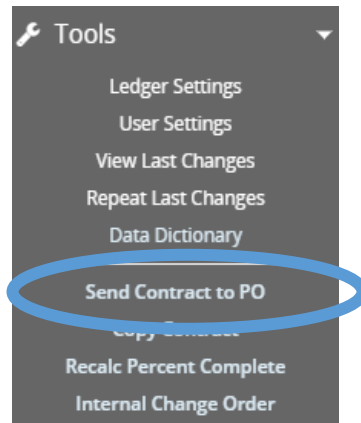 Tools
Ledger Settings
User Settings
View Last Changes
Repeat Last Changes
Data Dictionary
Send Contract to PO
Copy Contract
Recalc Percent Complete
Internal Change Order